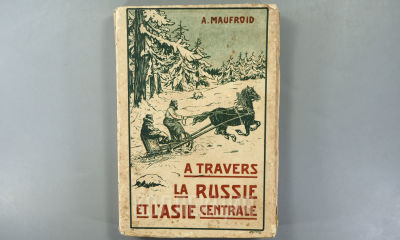 A. MAUFROID
A TRAVERS
LA RUSSIE
ET L'ASIE CENTRALE